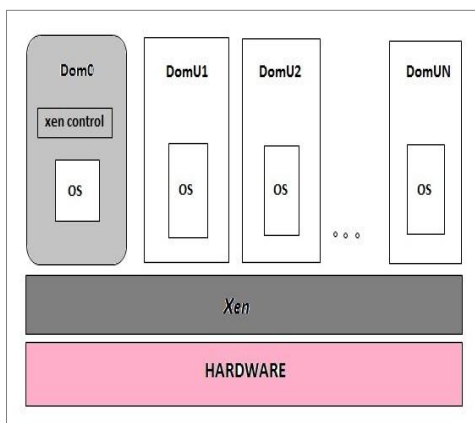 Dom0
xen control
OS
DomU1
OS
DomU2
OS
DomUN
OS
Xen
HARDWARE